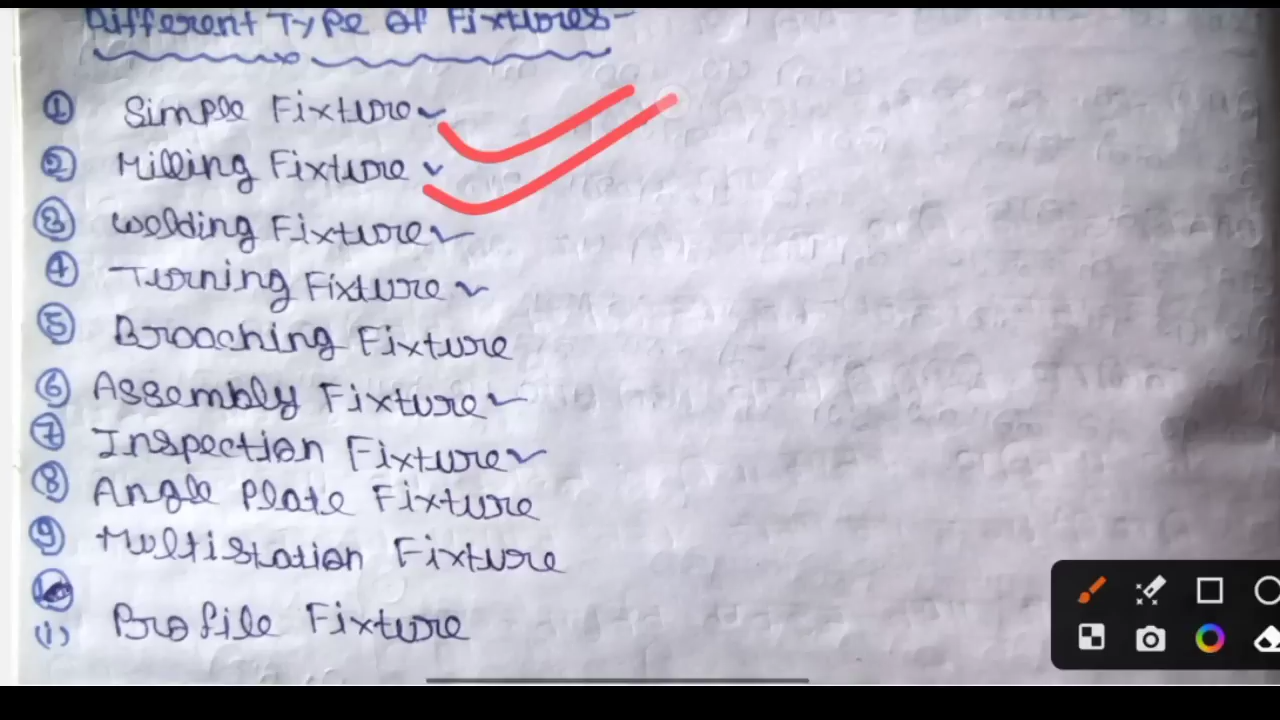 Different Type of Fixtures-
① Simple Fixture
② Milling Fixture
③ Welding Fixture
④ Turning Fixture
⑤ Broaching Fixture
⑥ Assembly Fixture
⑦ Inspection Fixture
⑧ Angle Plate Fixture
⑨ Multistation Fixture
(1) Profile Fixture